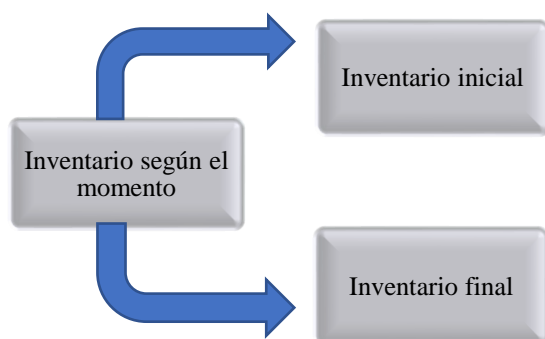 Inventario inicial
Inventario según el
momento
Inventario final